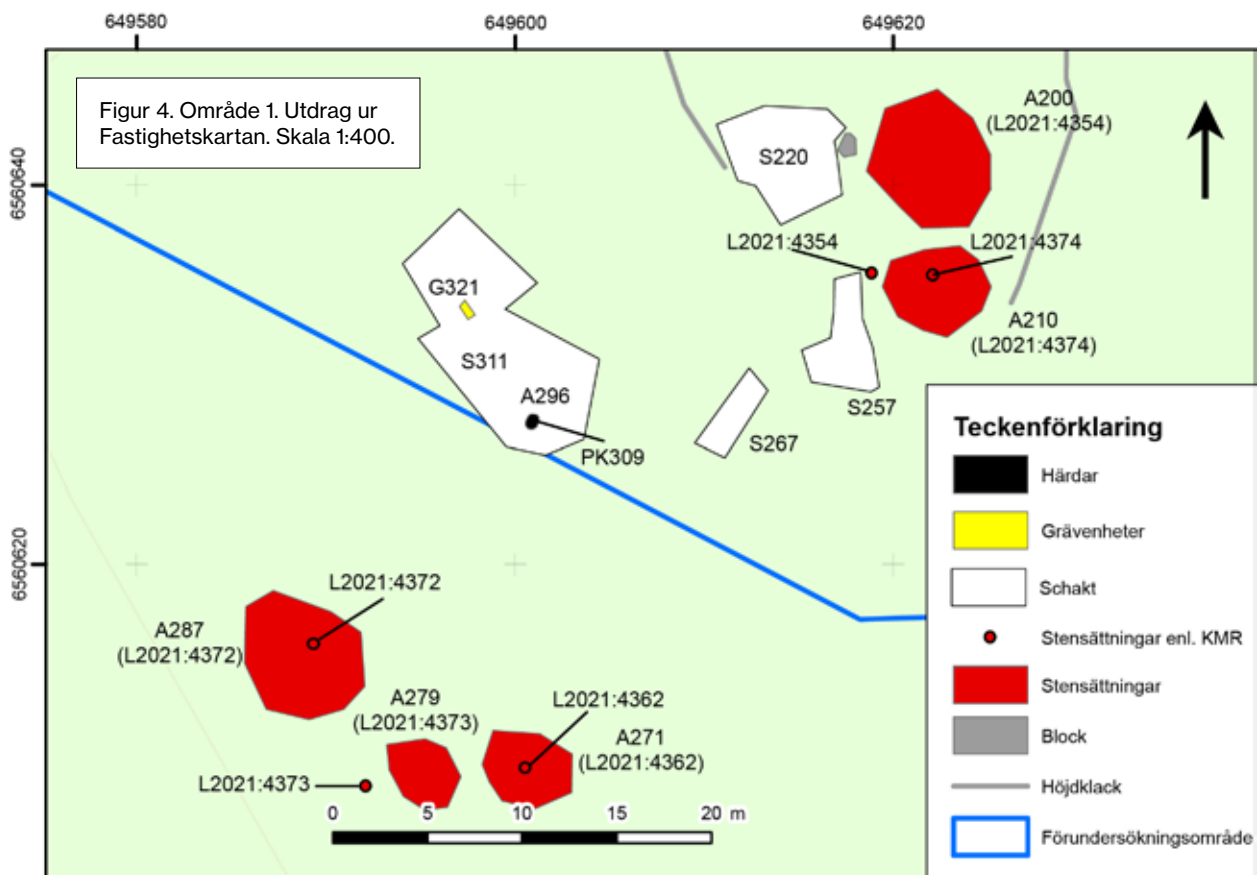 649580
649600
649620
Figur 4. Område 1. Utdrag ur
Fastighetskartan. Skala 1:400.
A200
(L2021:4354)
S220
6560640
L2021:4354
L2021:4374
G321
A210
(L2021:4374)
S311
A296
S257
S267
PK309
6560620
L2021:4372
A287
(L2021:4372)
A279
(L2021:4373)
L2021:4362
A271
(L2021:4362)
L2021:4373
0 5 10 15 20 m
Teckenförklaring
Härdar
Grävenheter
Schakt
Stensättningar enl. KMR
Stensättningar
Block
Höjdklack
Förundersökningsområde